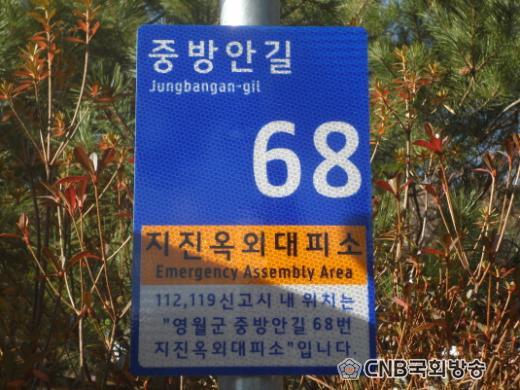 중방안길
Jungbangan-gil
68
지진옥외대피소
Emergency Assembly Area
112,119신고시 내 위치는
"영월군 중방안길 68번
지진옥외대피소"입니다
CNB국회방송